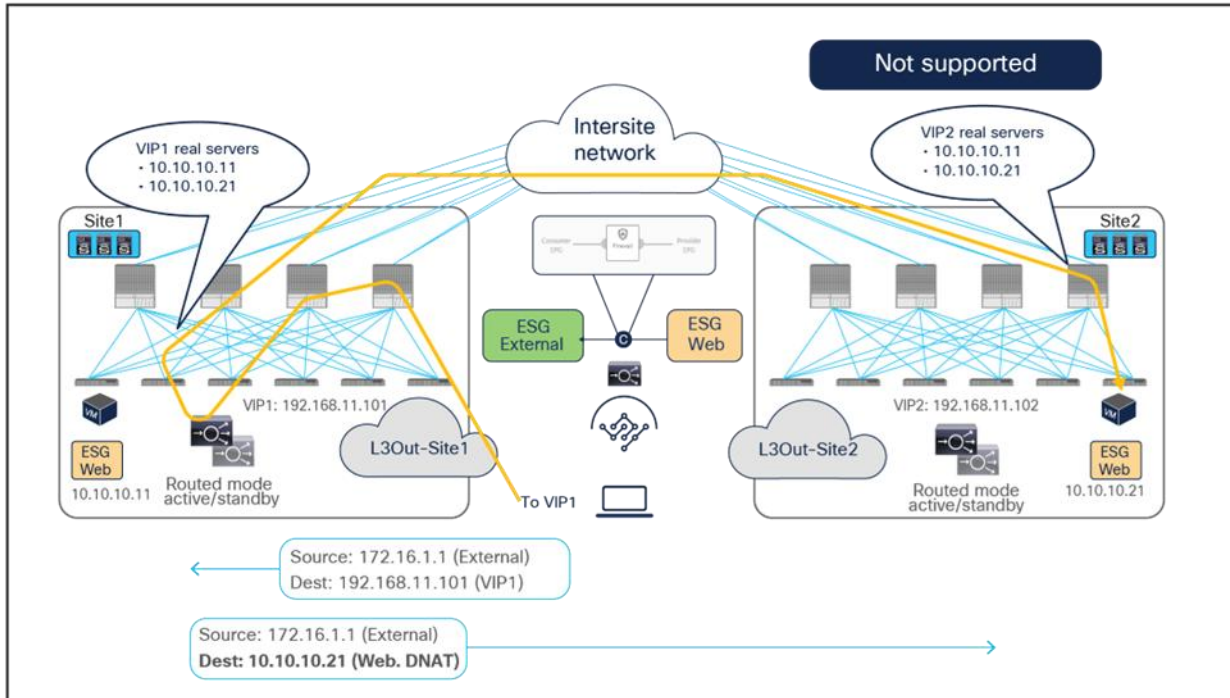 Not supported
Intersite
network
VIP1 real servers
• 10.10.10.11
• 10.10.10.21
VIP2 real servers
• 10.10.10.11
• 10.10.10.21
Site1
Site2
Consumer
EPG
Firewall
Provider
EPG
ESG
External
C
ESG
Web
VM
VIP1: 192.168.11.101
ESG
Web
10.10.10.11
Routed mode
active/standby
L3Out-Site1
To VIP1
L3Out-Site2
VIP2: 192.168.11.102
Routed mode
active/standby
VM
ESG
Web
10.10.10.21
Source: 172.16.1.1 (External)
Dest: 192.168.11.101 (VIP1)
Source: 172.16.1.1 (External)
Dest: 10.10.10.21 (Web. DNAT)